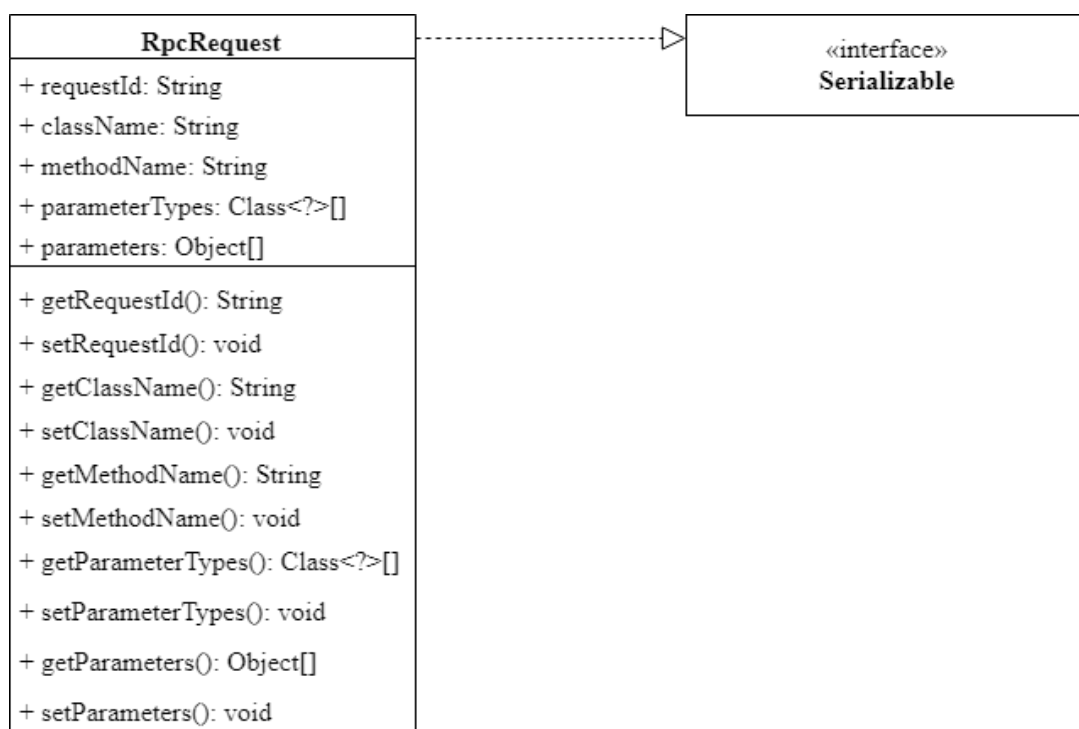 RpcRequest
+ requestId: String
+ className: String
+ methodName: String
+ parameterTypes: Class<?>[]
+ parameters: Object[]
+ getRequestId(): String
+ setRequestId(): void
+ getClassName(): String
+ setClassName(): void
+ getMethodName(): String
+ setMethodName(): void
+ getParameterTypes(): Class<?>[]
+ setParameterTypes(): void
+ getParameters(): Object[]
+ setParameters(): void
«interface»
Serializable